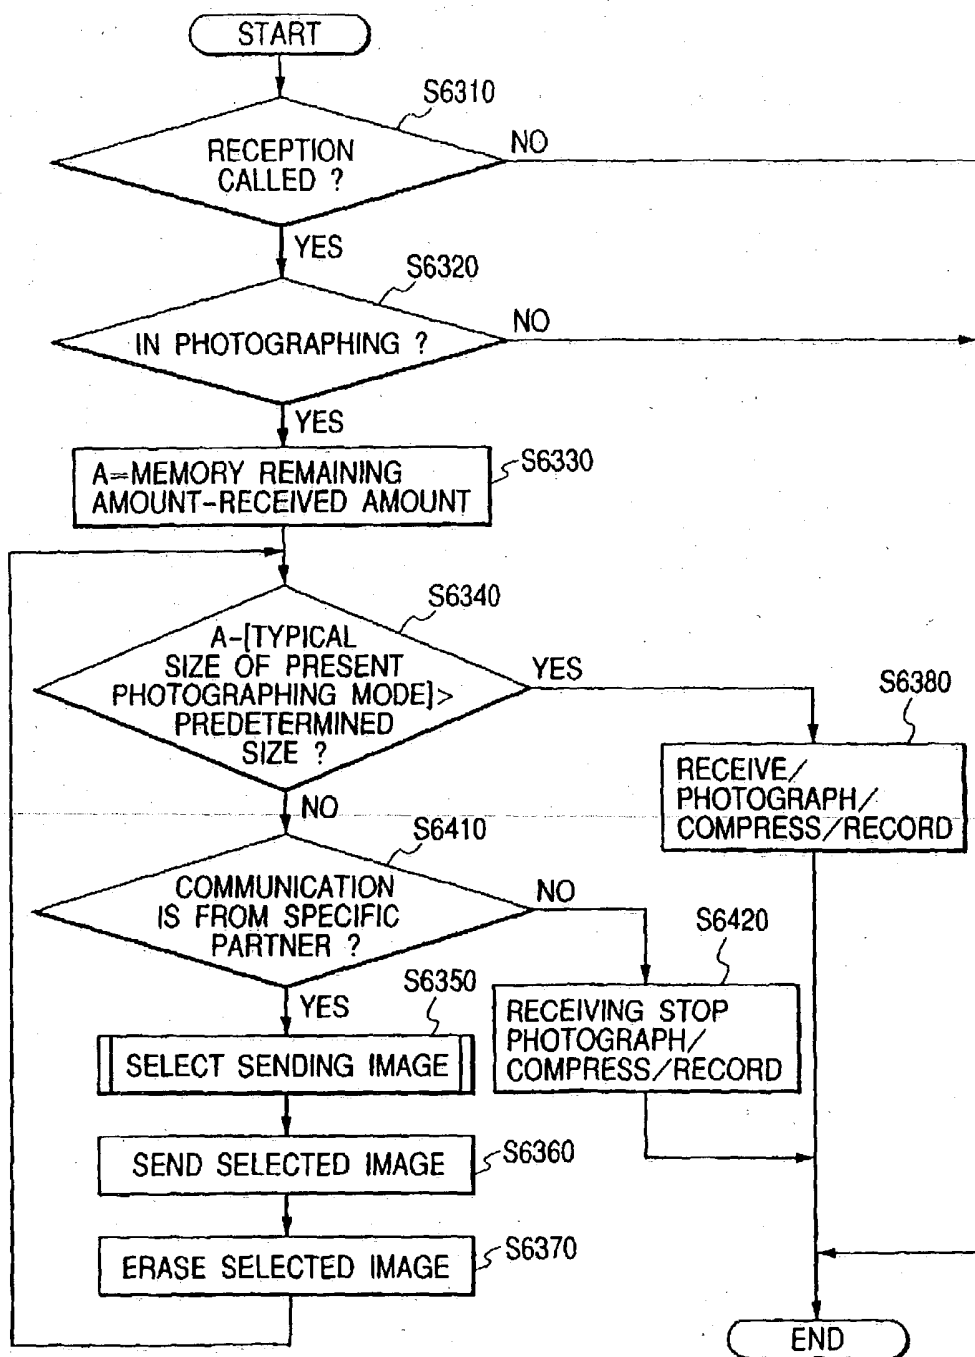 START
S6310
RECEPTION
CALLED ?
NO
YES
S6320
IN PHOTOGRAPHING ?
NO
YES
S6330
A=MEMORY REMAINING
AMOUNT-RECEIVED AMOUNT
S6340
A-[TYPICAL
SIZE OF PRESENT
PHOTOGRAPHING MODE]>
PREDETERMINED
SIZE ?
YES
S6380
RECEIVE/
PHOTOGRAPH/
COMPRESS/RECORD
NO
S6410
COMMUNICATION
IS FROM SPECIFIC
PARTNER ?
NO
S6420
RECEIVING STOP
PHOTOGRAPH/
COMPRESS/RECORD
YES
S6350
SELECT SENDING IMAGE
SEND SELECTED IMAGE
S6360
ERASE SELECTED IMAGE
S6370
END